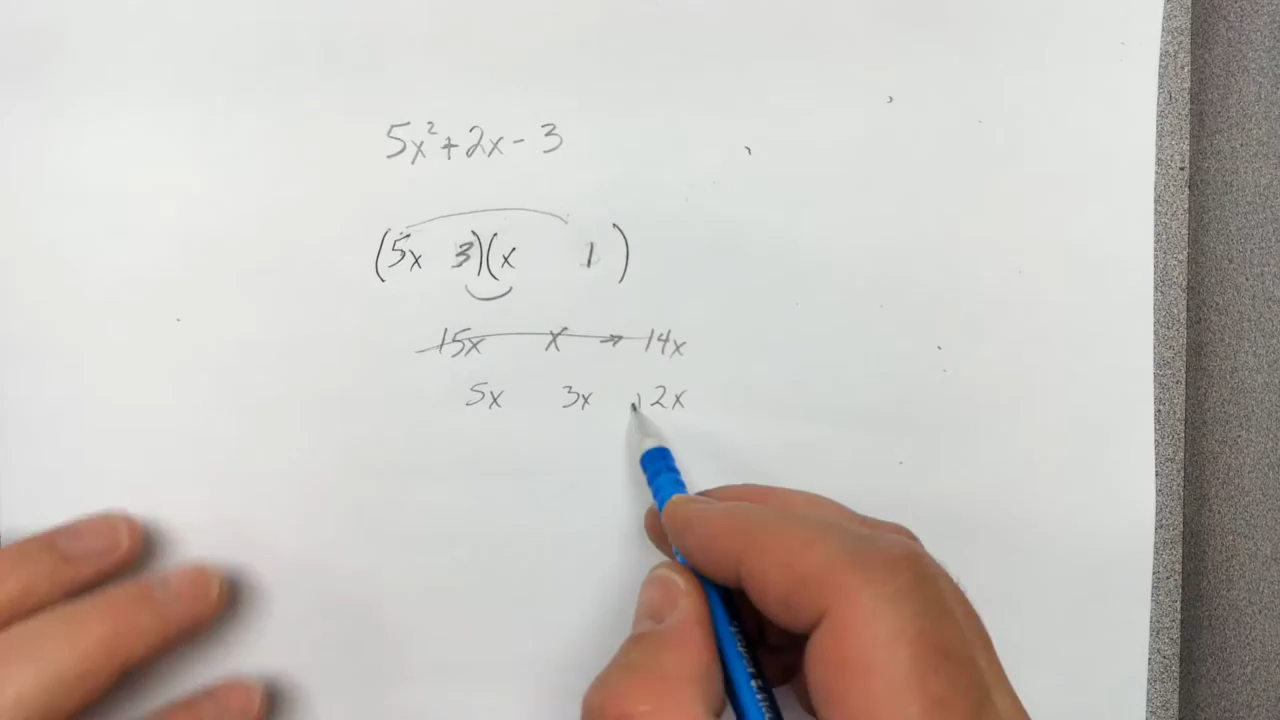 5x²+2x-3
(5x 3)(x 1)
15x x → 14x
5x 3x 2x